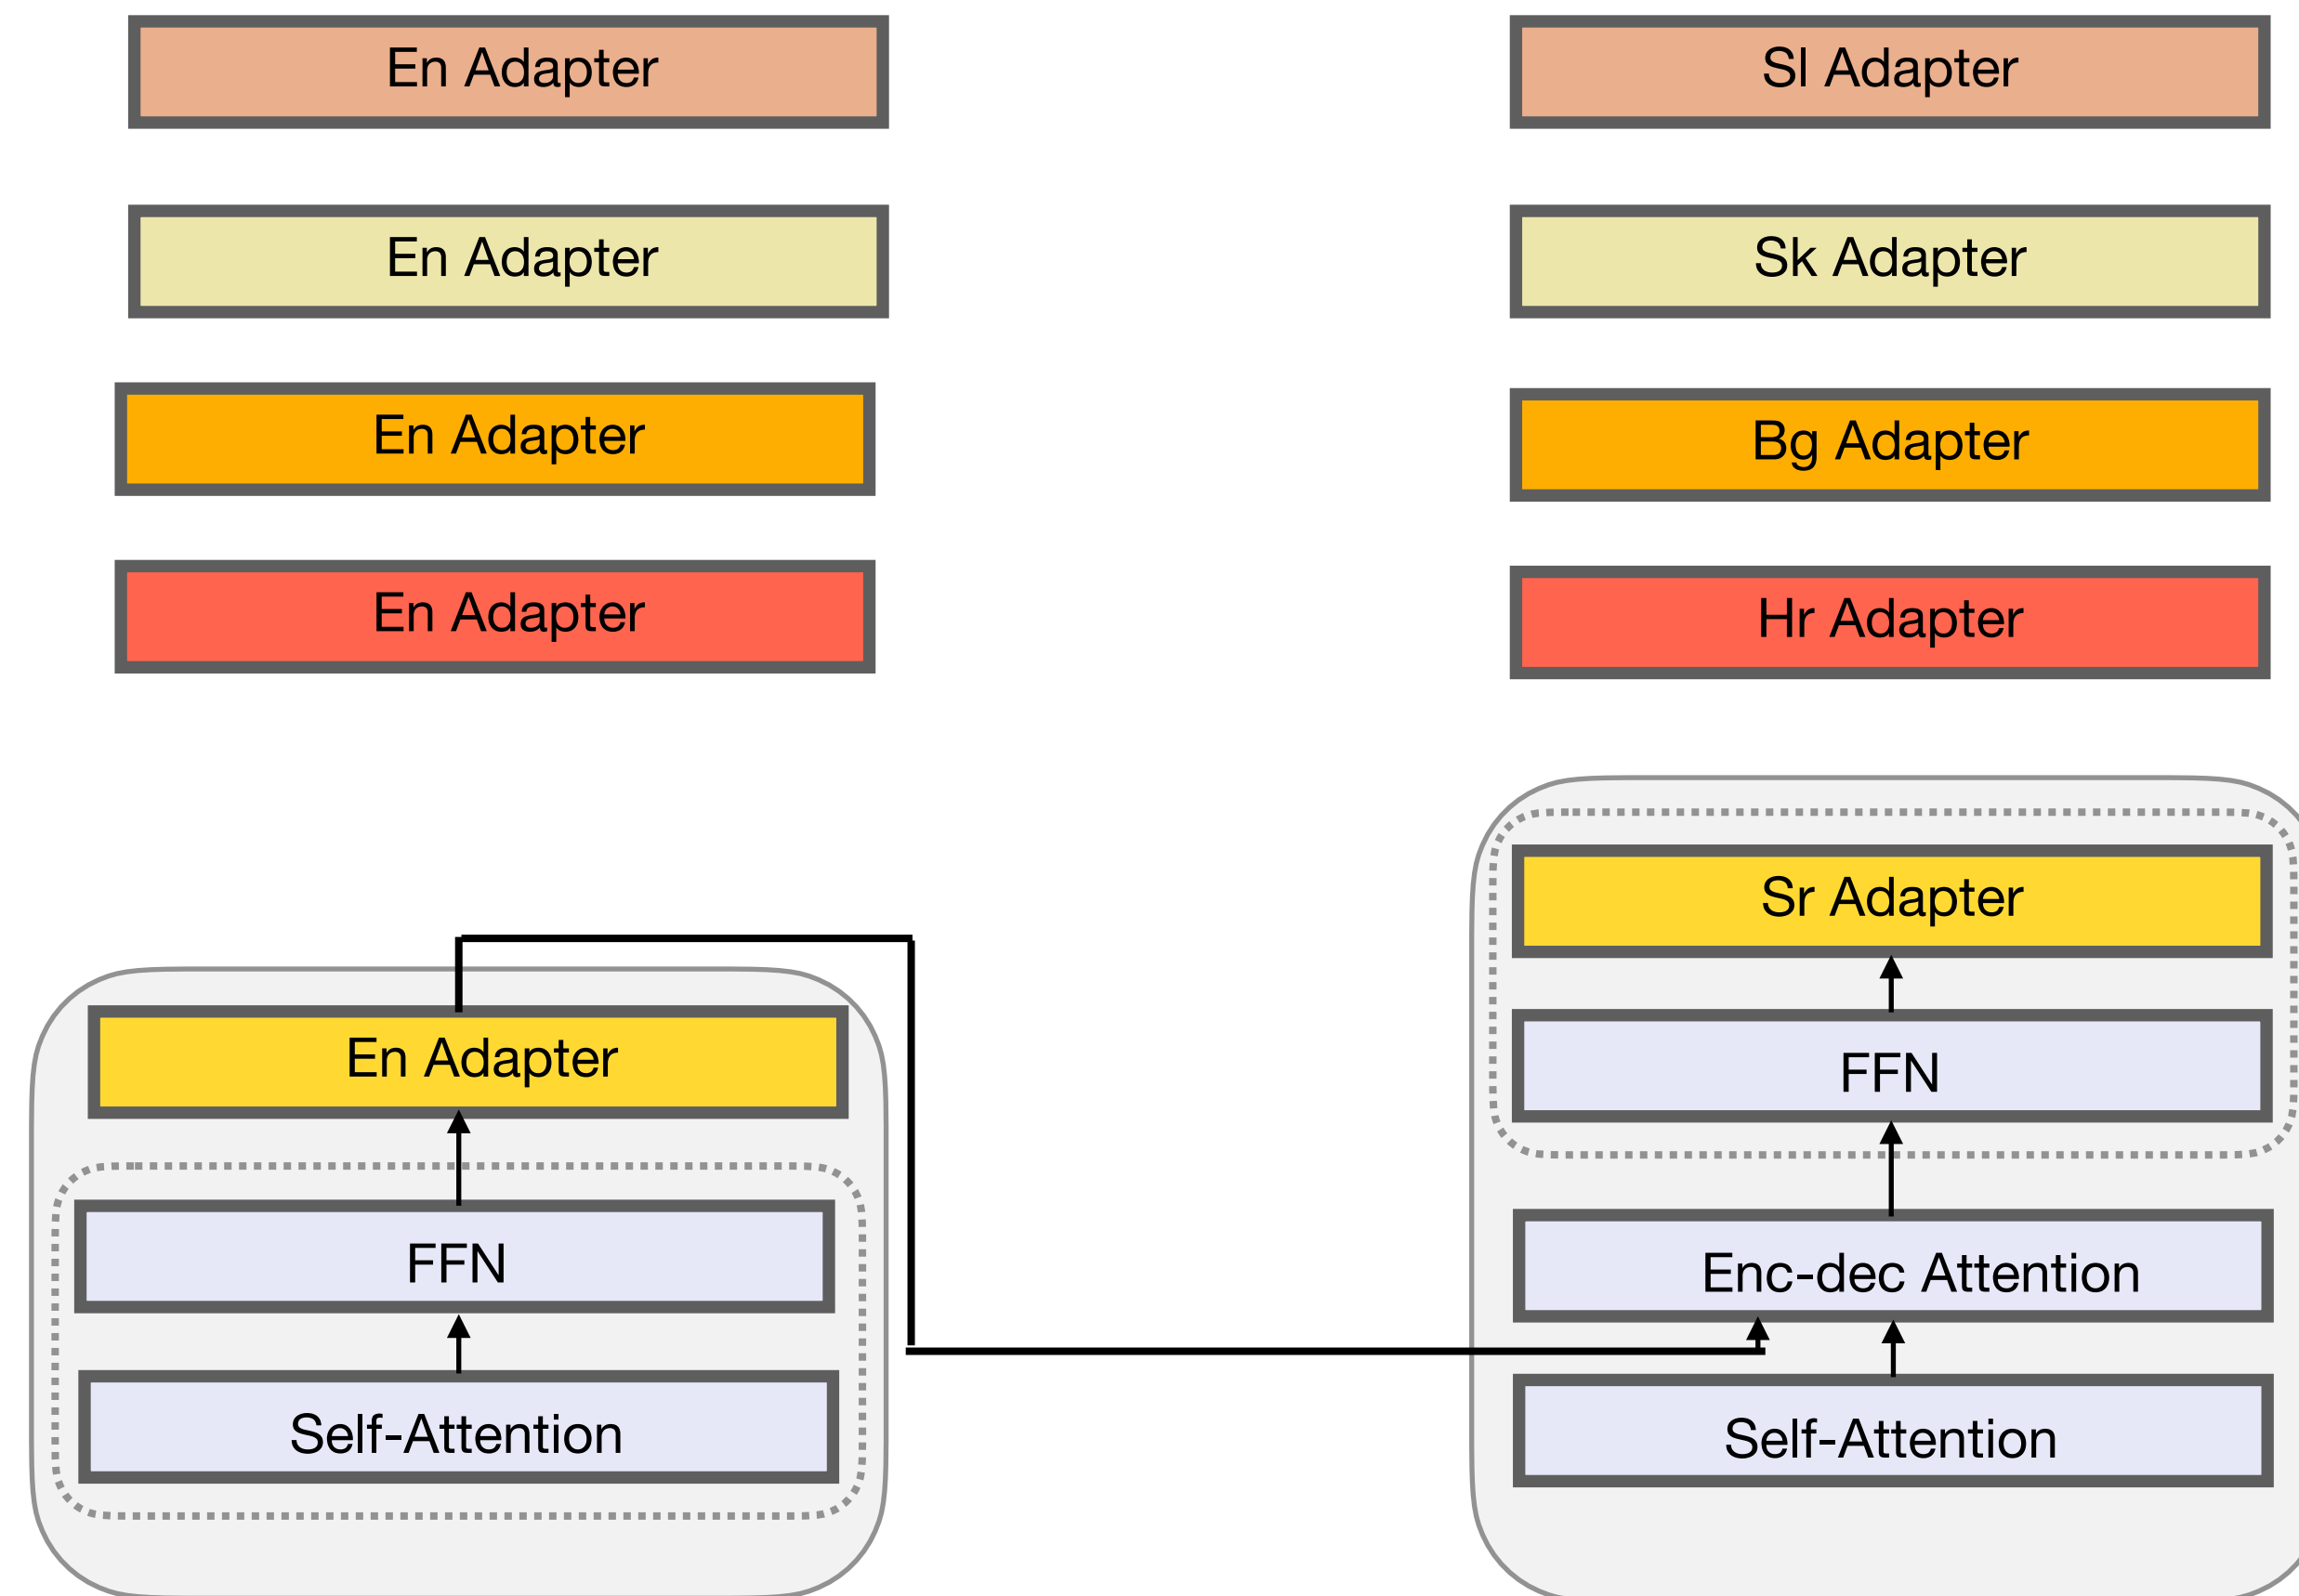 En Adapter
Sl Adapter
En Adapter
Sk Adapter
En Adapter
Bg Adapter
En Adapter
Hr Adapter
Sr Adapter
En Adapter
FFN
FFN
Enc-dec Attention
Self-Attention
Self-Attention